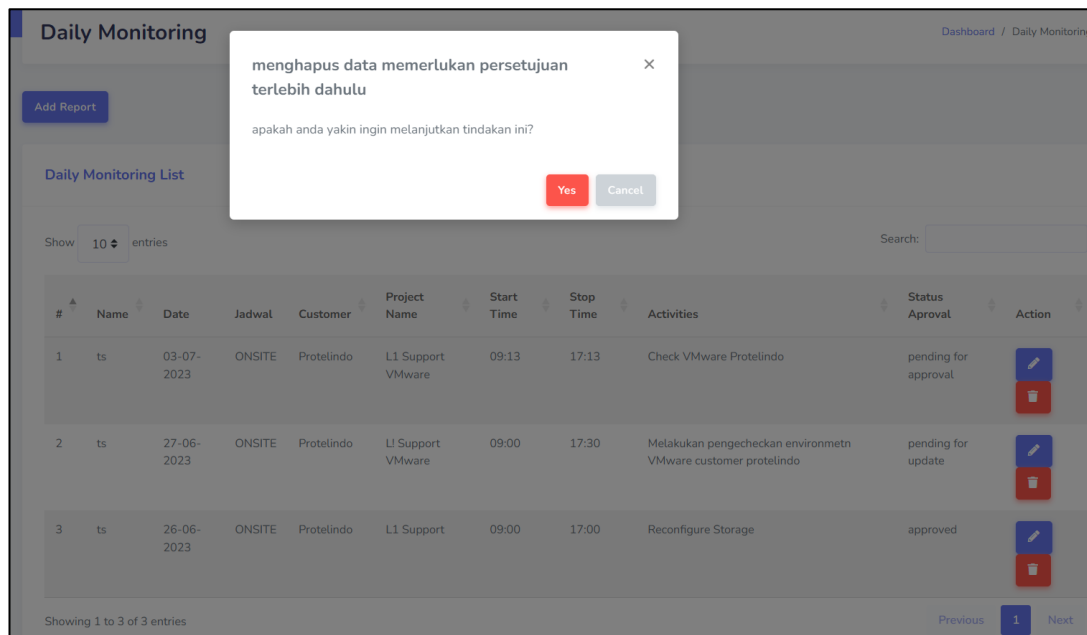 Daily Monitoring
Dashboard / Daily Monitoring
menghapus data memerlukan persetujuan
terlebih dahulu
apakah anda yakin ingin melanjutkan tindakan ini?
Yes Cancel
Add Report
Daily Monitoring List
Show 10 entries
Search:
# Name Date Jadwal Customer Project Name Start Time Stop Time Activities Status Aproval Action
1 ts 03-07-2023 ONSITE Protelindo L1 Support VMware 09:13 17:13 Check VMware Protelindo pending for approval
2 ts 27-06-2023 ONSITE Protelindo L! Support VMware 09:00 17:30 Melakukan pengecheckan environmetn VMware customer protelindo pending for update
3 ts 26-06-2023 ONSITE Protelindo L1 Support 09:00 17:00 Reconfigure Storage approved
Showing 1 to 3 of 3 entries
Previous 1 Next